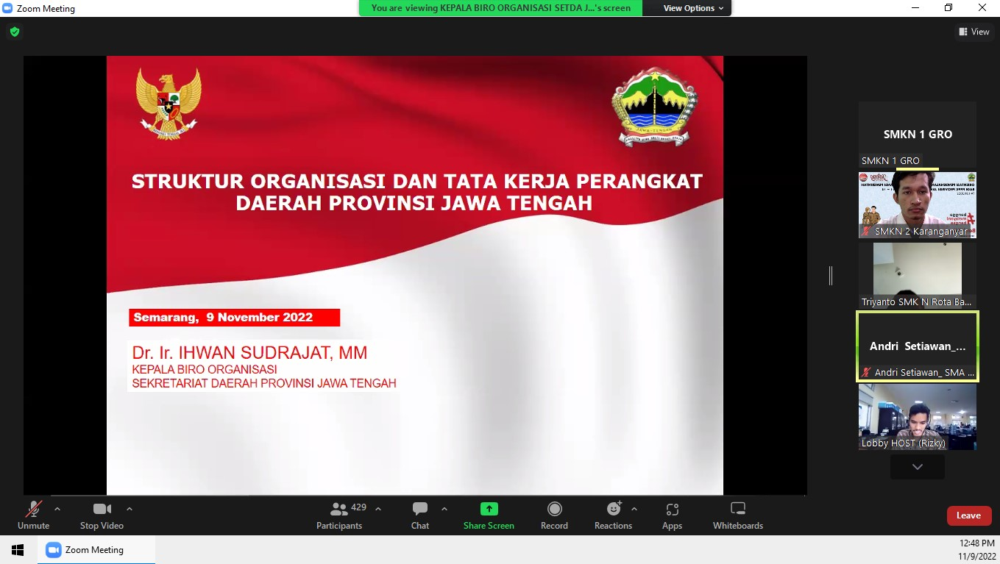 Zoom Meeting
You are viewing KEPALA BIRO ORGANISASI SETDA J...'s screen
View Options
View
STRUKTUR ORGANISASI DAN TATA KERJA PERANGKAT
DAERAH PROVINSI JAWA TENGAH
Semarang, 9 November 2022
Dr. Ir. IHWAN SUDRAJAT, MM
KEPALA BIRO ORGANISASI
SEKRETARIAT DAERAH PROVINSI JAWA TENGAH
JAWA-TENGAH
SMKN 1 GRO
SMKN 1 GRO
SMKN 2 Karanganyar
Triyanto SMK N Rota Ba...
Andri Setiawan_...
Andri Setiawan_ SMA ...
Lobby HOST (Rizky)
Unmute
Stop Video
429
Participants
Chat
Share Screen
Record
Reactions
Apps
Whiteboards
Leave
Zoom Meeting
12:48 PM
11/9/2022